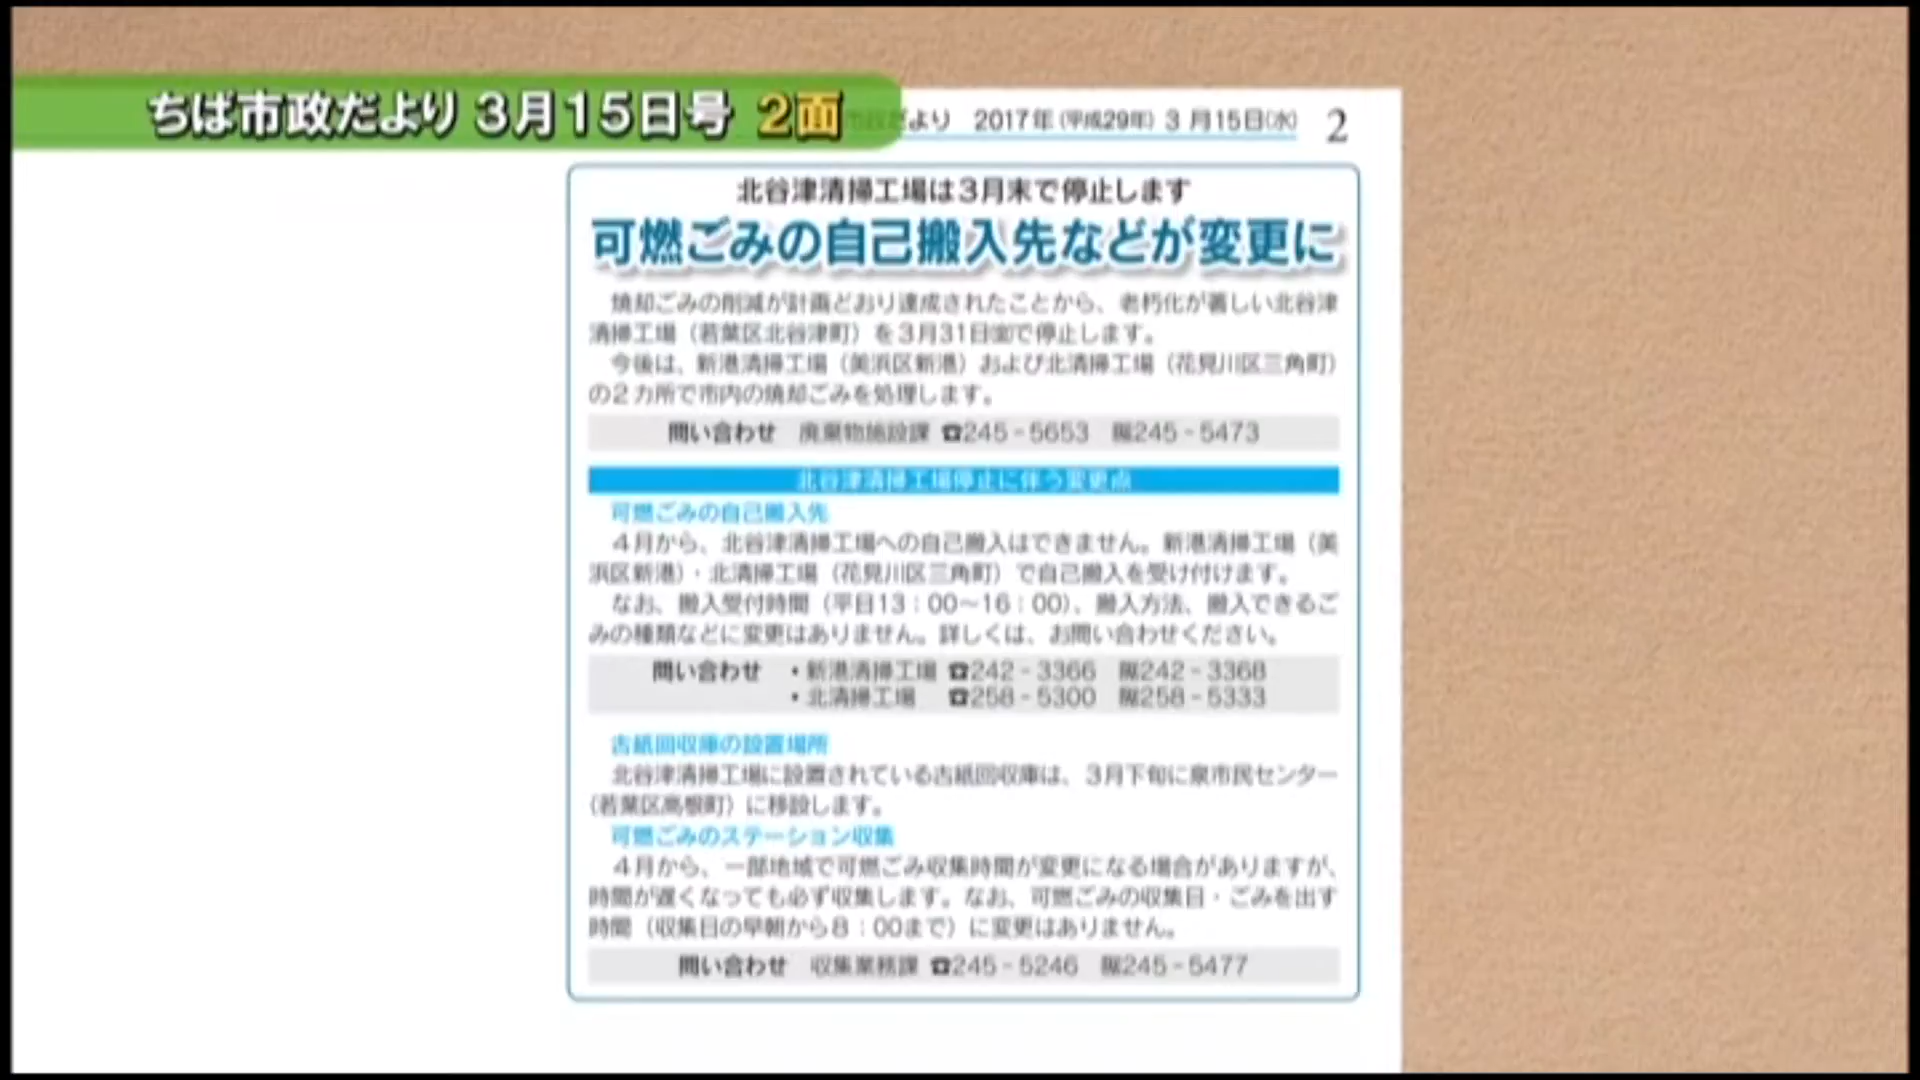 ちば市政だより 3月15日号 2面
だより 2017年(平成29年)3月15日(水) 2
北谷津清掃工場は3月末で停止します
可燃ごみの自己搬入先などが変更に
焼却ごみの削減が計画どおり達成されたことから、老朽化が著しい北谷津
清掃工場(若葉区北谷津町)を3月31日㈮で停止します。
今後は、新港清掃工場(美浜区新港)および北清掃工場(花見川区三角町)
の2カ所で市内の焼却ごみを処理します。
問い合わせ 廃棄物施設課 ☎245-5653 ℻245-5473
北谷津清掃工場停止に伴う変更点
可燃ごみの自己搬入先
4月から、北谷津清掃工場への自己搬入はできません。新港清掃工場(美
浜区新港)・北清掃工場(花見川区三角町)で自己搬入を受け付けます。
なお、搬入受付時間(平日13:00~16:00)、搬入方法、搬入できるご
みの種類などに変更はありません。詳しくは、お問い合わせください。
問い合わせ ・新港清掃工場 ☎242-3366 ℻242-3368
・北清掃工場 ☎258-5300 ℻258-5333
古紙回収庫の設置場所
北谷津清掃工場に設置されている古紙回収庫は、3月下旬に泉市民センター
(若葉区高根町)に移設します。
可燃ごみのステーション収集
4月から、一部地域で可燃ごみ収集時間が変更になる場合がありますが、
時間が遅くなっても必ず収集します。なお、可燃ごみの収集日・ごみを出す
時間(収集日の早朝から8:00まで)に変更はありません。
問い合わせ 収集業務課 ☎245-5246 ℻245-5477